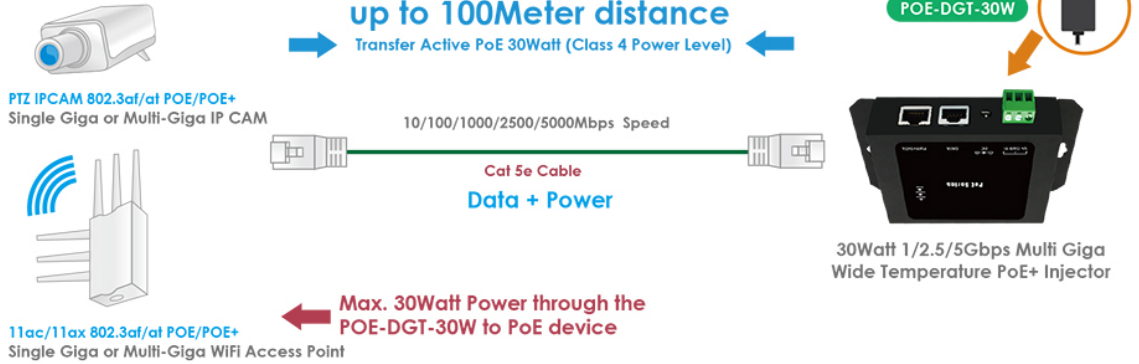 up to 100Meter distance
Transfer Active PoE 30Watt (Class 4 Power Level)
POE-DGT-30W
PTZ IPCAM 802.3af/at POE/POE+
Single Giga or Multi-Giga IP CAM
10/100/1000/2500/5000Mbps Speed
Cat 5e Cable
Data + Power
PoE Series
30Watt 1/2.5/5Gbps Multi Giga
Wide Temperature PoE+ Injector
Max. 30Watt Power through the
POE-DGT-30W to PoE device
11ac/11ax 802.3af/at POE/POE+
Single Giga or Multi-Giga WiFi Access Point